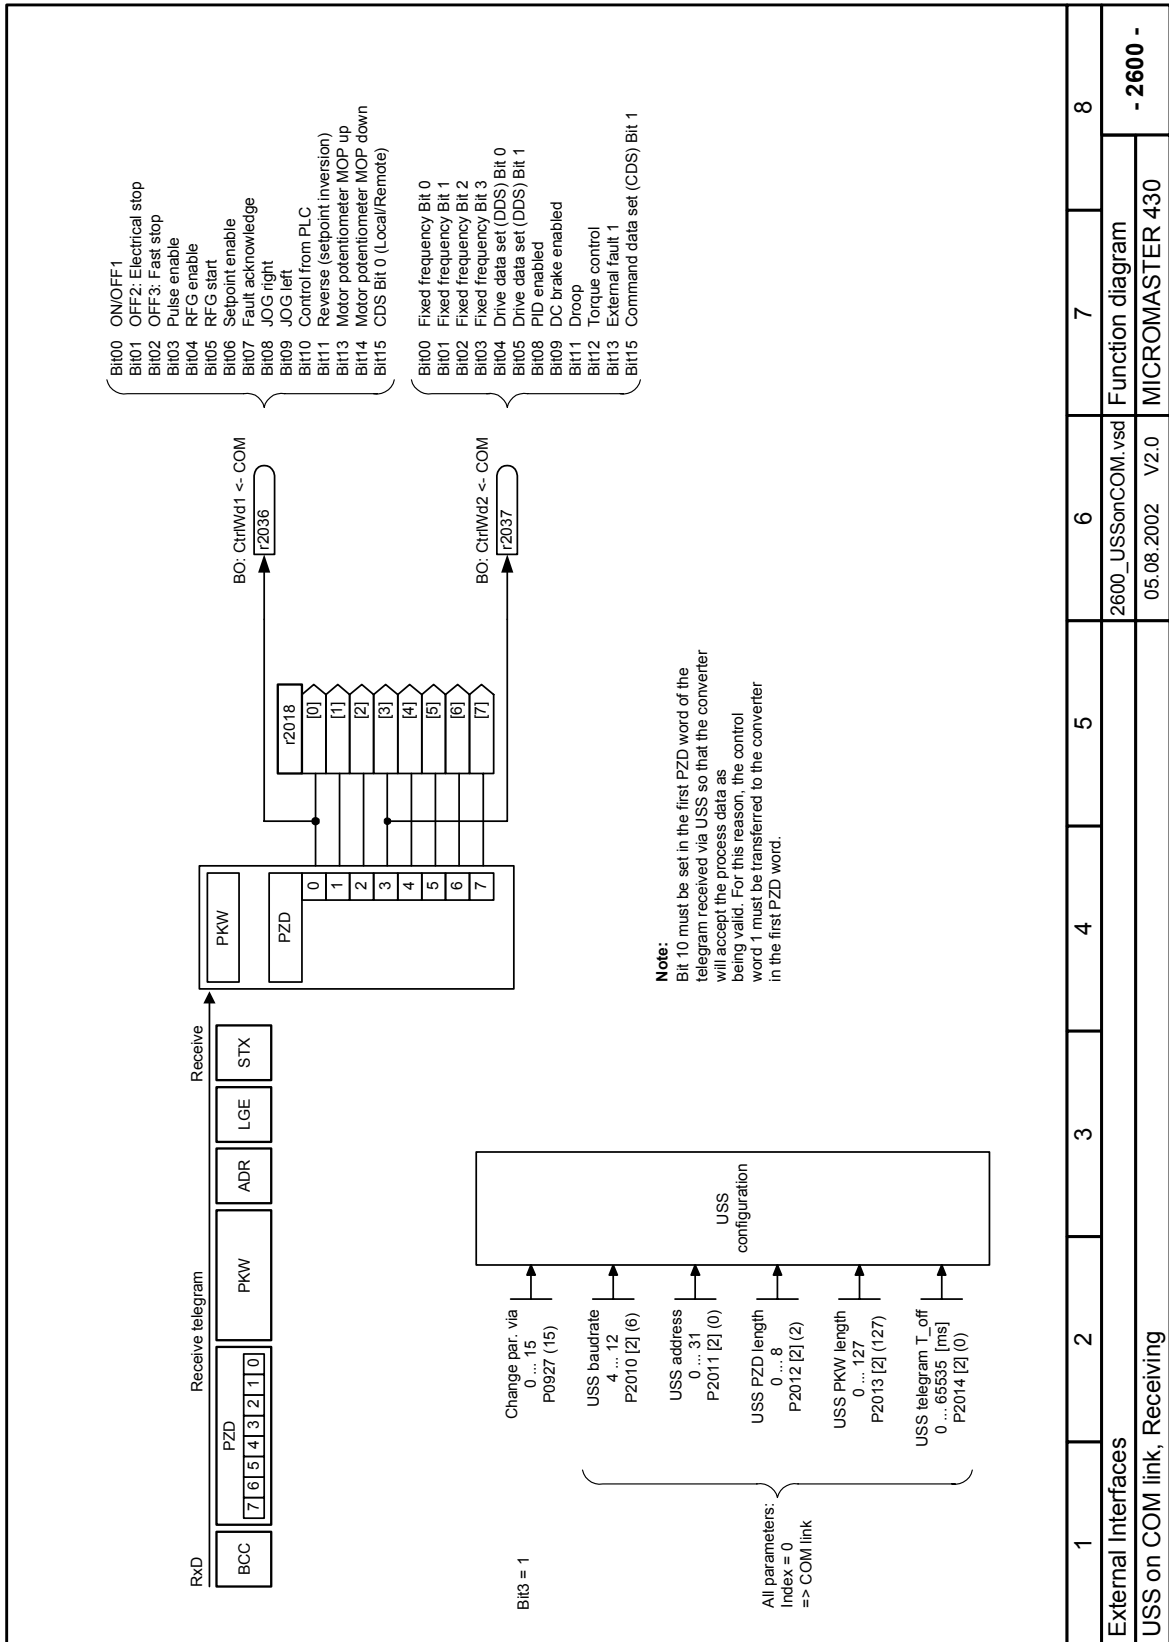 RxD
Receive telegram
Receive
BCC
PZD
7 6 5 4 3 2 1 0
PKW
ADR
LGE
STX
PKW
PZD
0
1
2
3
4
5
6
7
r2018
[0]
[1]
[2]
[3]
[4]
[5]
[6]
[7]
BO: CtrlWd1 <- COM
r2036
BO: CtrlWd2 <- COM
r2037
Bit00 ON/OFF1
Bit01 OFF2: Electrical stop
Bit02 OFF3: Fast stop
Bit03 Pulse enable
Bit04 RFG enable
Bit05 RFG start
Bit06 Setpoint enable
Bit07 Fault acknowledge
Bit08 JOG right
Bit09 JOG left
Bit10 Control from PLC
Bit11 Reverse (setpoint inversion)
Bit13 Motor potentiometer MOP up
Bit14 Motor potentiometer MOP down
Bit15 CDS Bit 0 (Local/Remote)
Bit00 Fixed frequency Bit 0
Bit01 Fixed frequency Bit 1
Bit02 Fixed frequency Bit 2
Bit03 Fixed frequency Bit 3
Bit04 Drive data set (DDS) Bit 0
Bit05 Drive data set (DDS) Bit 1
Bit08 PID enabled
Bit09 DC brake enabled
Bit11 Droop
Bit12 Torque control
Bit13 External fault 1
Bit15 Command data set (CDS) Bit 1
Bit3 = 1
Change par. via
0 ... 15
P0927 (15)
USS baudrate
4 ... 12
P2010 [2] (6)
USS address
0 ... 31
P2011 [2] (0)
USS PZD length
0 ... 8
P2012 [2] (2)
USS PKW length
0 ... 127
P2013 [2] (127)
USS telegram T_off
0 ... 65535 [ms]
P2014 [2] (0)
All parameters:
Index = 0
=> COM link
USS
configuration
Note:
Bit 10 must be set in the first PZD word of the
telegram received via USS so that the converter
will accept the process data as
being valid. For this reason, the control
word 1 must be transferred to the converter
in the first PZD word.
1 2 3 4 5 6 7 8
External Interfaces
2600_USSonCOM.vsd
Function diagram
- 2600 -
USS on COM link, Receiving
05.08.2002 V2.0
MICROMASTER 430